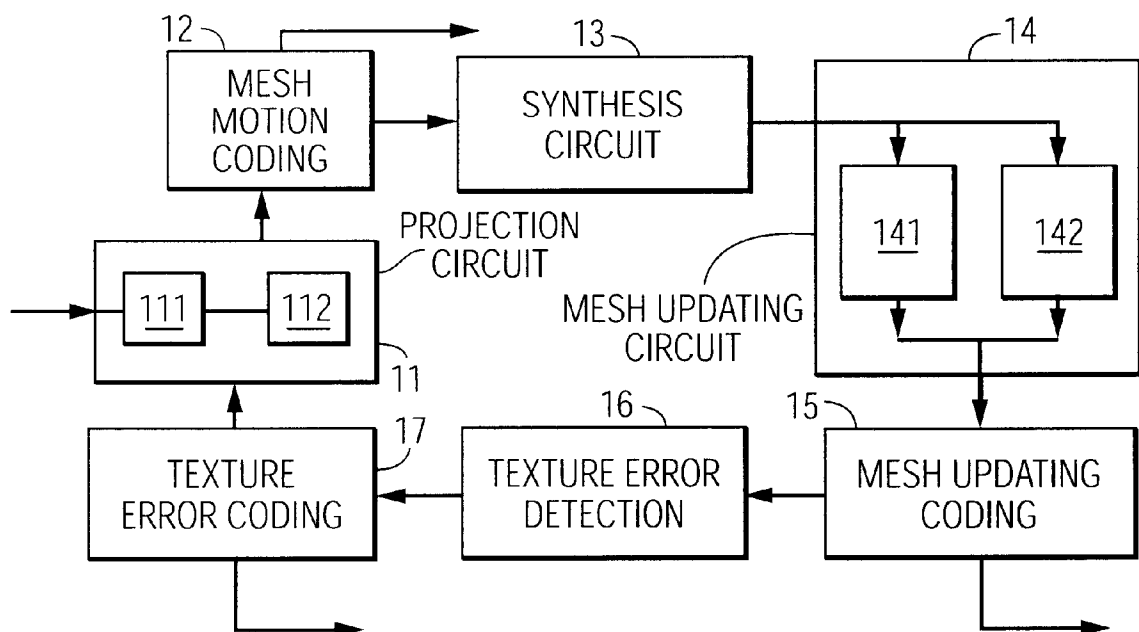 12
MESH
MOTION
CODING
13
SYNTHESIS
CIRCUIT
14
141
142
PROJECTION
CIRCUIT
111
112
11
MESH UPDATING
CIRCUIT
17
TEXTURE
ERROR CODING
16
TEXTURE ERROR
DETECTION
15
MESH UPDATING
CODING